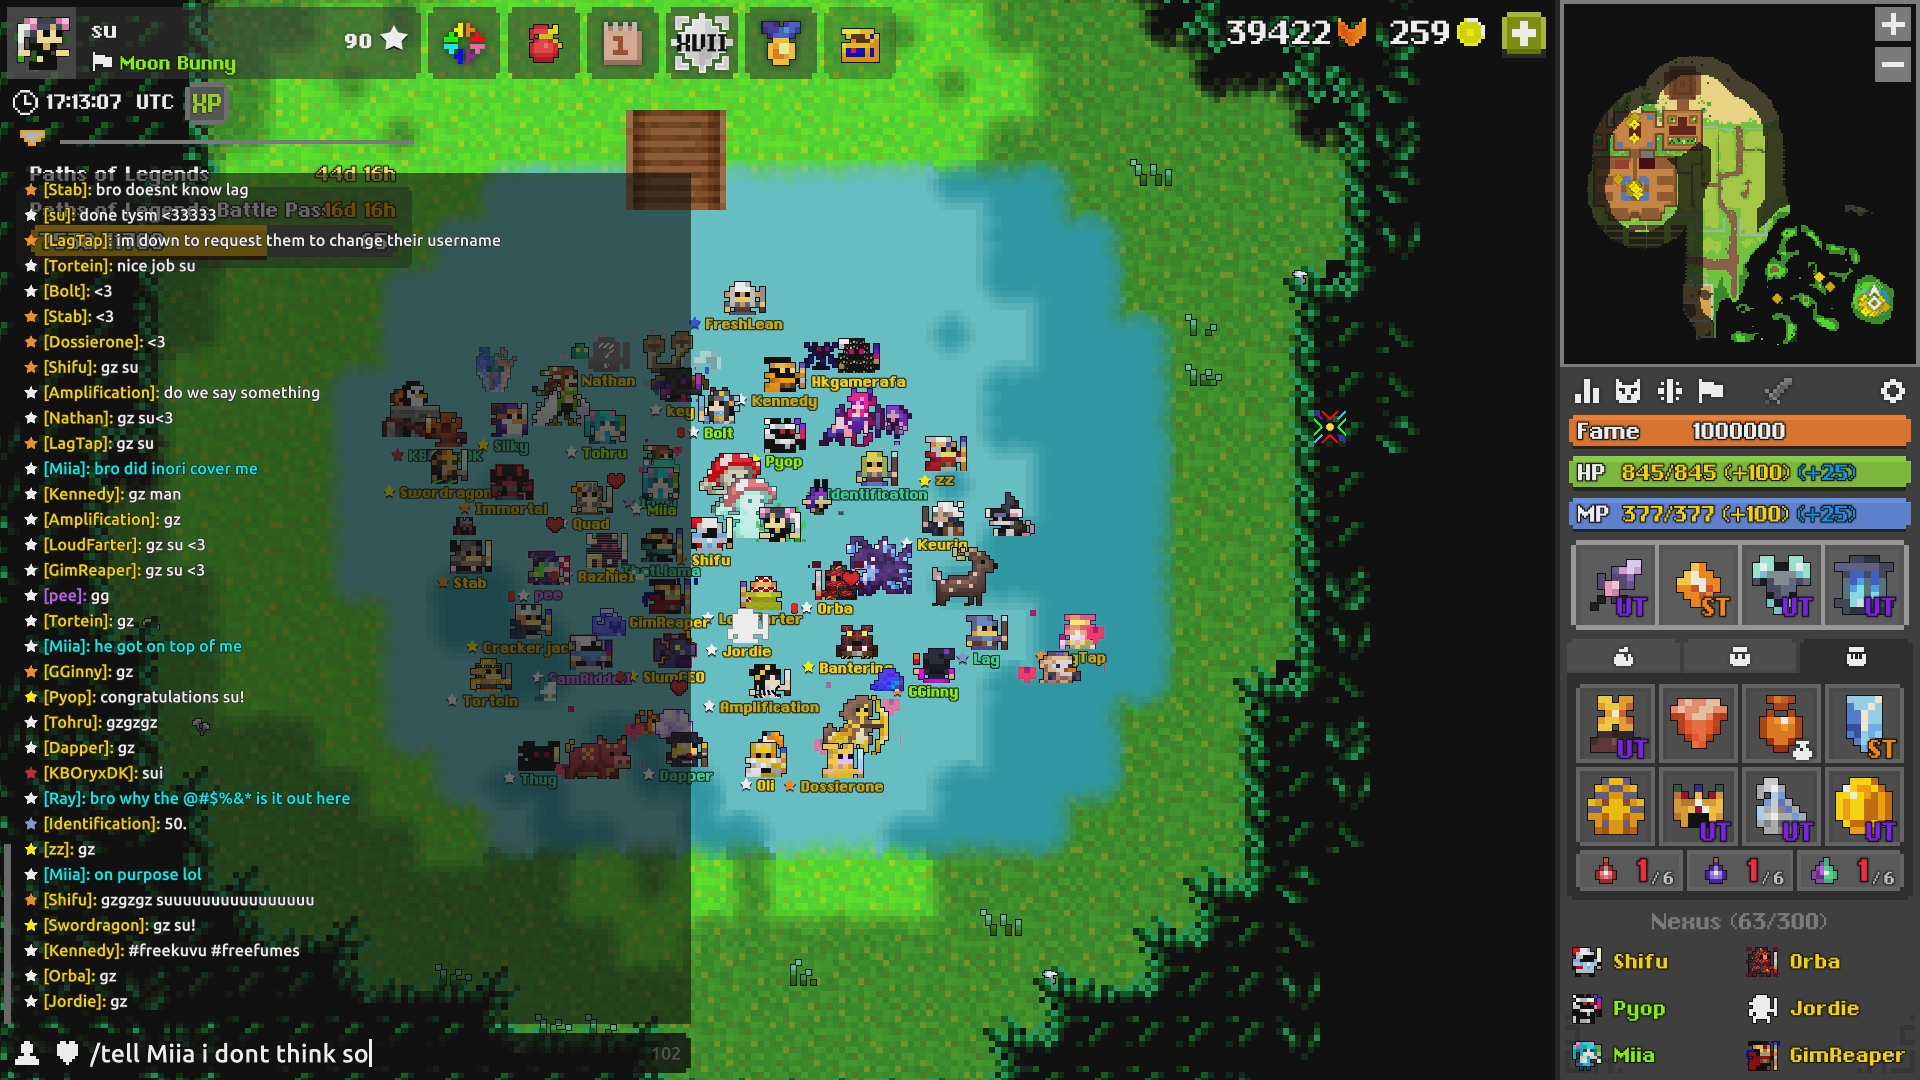 su
Moon Bunny
90
1
XVII
39422
259
17:13:07 UTC
XP
Paths of Legends 44d 16h
Paths of Legends Battle Pass 16d 16h
[Stab]: bro doesnt know lag
[su]: done tysm <33333
[LagTap]: im down to request them to change their username
[Tortein]: nice job su
[Bolt]: <3
[Stab]: <3
[Dossierone]: <3
[Shifu]: gz su
[Amplification]: do we say something
[Nathan]: gz su<3
[LagTap]: gz su
[Miia]: bro did inori cover me
[Kennedy]: gz man
[Amplification]: gz
[LoudFarter]: gz su <3
[GimReaper]: gz su <3
[pee]: gg
[Tortein]: gz
[Miia]: he got on top of me
[GGinny]: gz
[Pyop]: congratulations su!
[Tohru]: gzgzgz
[Dapper]: gz
[KBOryxDK]: sui
[Ray]: bro why the @#$%&* is it out here
[Identification]: 50.
[zz]: gz
[Miia]: on purpose lol
[Shifu]: gzgzgz suuuuuuuuuuuuuuuuu
[Swordragon]: gz su!
[Kennedy]: #freekuvu #freefumes
[Orba]: gz
[Jordie]: gz
/tell Miia i dont think so
102
FreshLean
Nathan
Hkgamerafa
Kennedy
key
Bolt
Silky
Tohru
Pyop
zz
Swordragon
Identification
Immortal
Miia
Quad
Keurig
Shifu
Stab
Razhiel
pee
Orba
GimReaper
Crackerjac
Jordie
Lag
Bantering
SamRiddle
SlumGEO
GGinny
Tortein
Amplification
Thug
Dapper
Oli
Dossierone
Fame 1000000
HP 845/845 (+100) (+25)
MP 377/377 (+100) (+25)
UT
ST
UT
UT
UT
ST
UT
UT
UT
1/6
1/6
1/6
Nexus (63/300)
Shifu
Orba
Pyop
Jordie
Miia
GimReaper